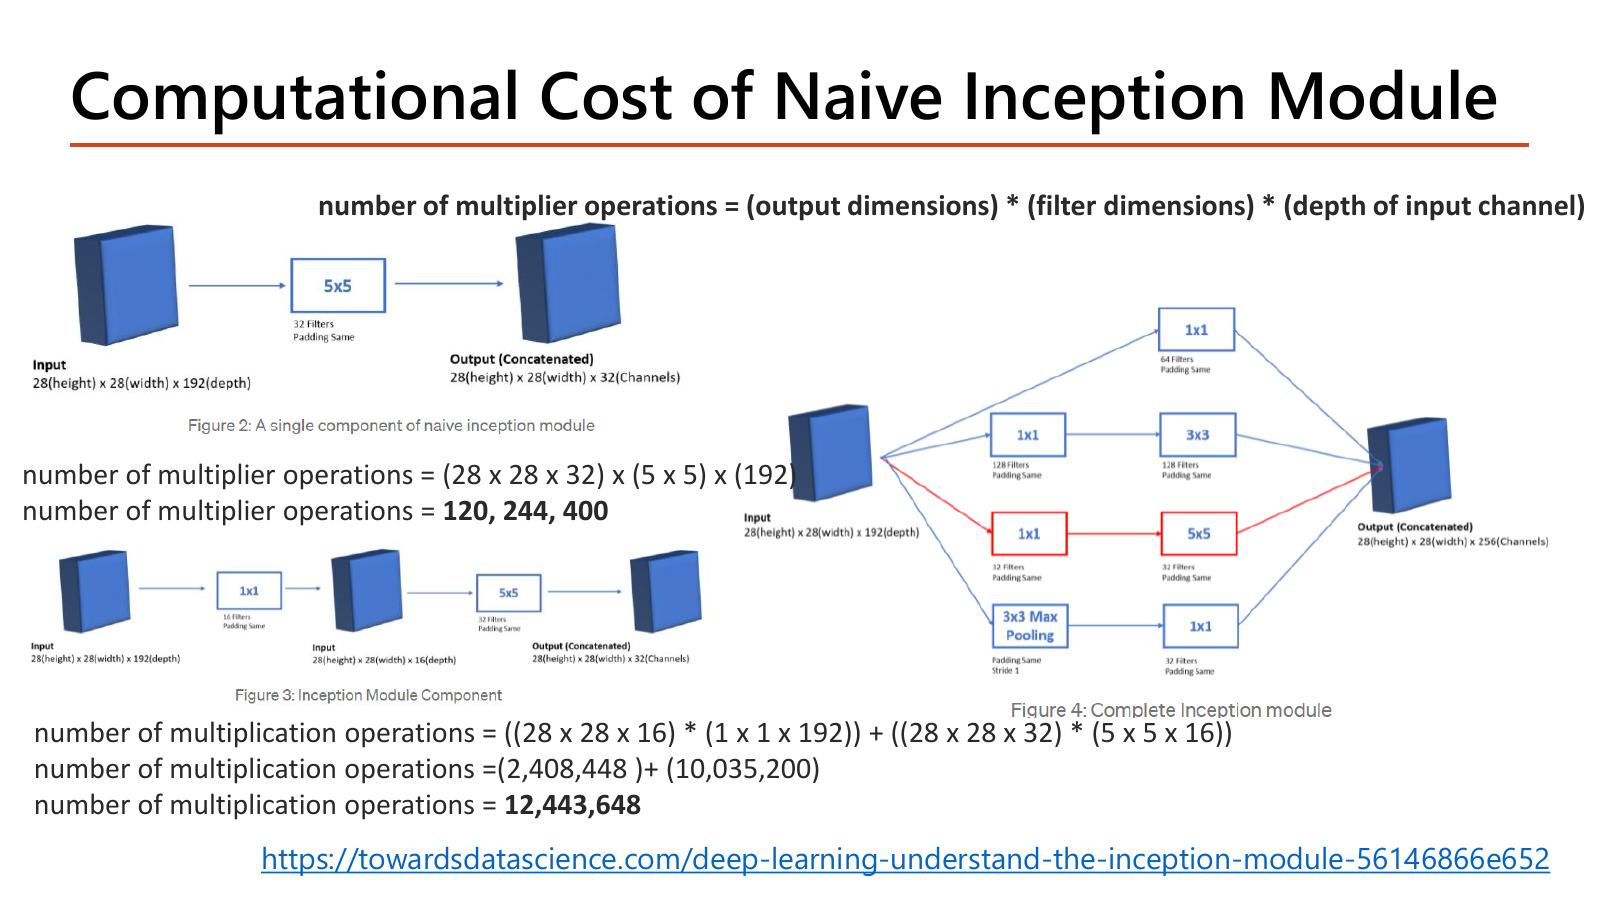 Computational Cost of Naive Inception Module
number of multiplier operations = (output dimensions) * (filter dimensions) * (depth of input channel)
5x5
32 Filters
Padding Same
Input
28(height) x 28(width) x 192(depth)
Output (Concatenated)
28(height) x 28(width) x 32(Channels)
Figure 2: A single component of naive inception module
number of multiplier operations = (28 x 28 x 32) x (5 x 5) x (192)
number of multiplier operations = 120, 244, 400
1x1
16 Filters
Padding Same
5x5
32 Filters
Padding Same
Input
28(height) x 28(width) x 192(depth)
Input
28(height) x 28(width) x 16(depth)
Output (Concatenated)
28(height) x 28(width) x 32(Channels)
Figure 3: Inception Module Component
1x1
64 Filters
Padding Same
1x1
128 Filters
Padding Same
3x3
128 Filters
Padding Same
Input
28(height) x 28(width) x 192(depth)
1x1
32 Filters
Padding Same
5x5
32 Filters
Padding Same
Output (Concatenated)
28(height) x 28(width) x 256(Channels)
3x3 Max
Pooling
Padding Same
Stride 1
1x1
32 Filters
Padding Same
Figure 4: Complete Inception module
number of multiplication operations = ((28 x 28 x 16) * (1 x 1 x 192)) + ((28 x 28 x 32) * (5 x 5 x 16))
number of multiplication operations =(2,408,448 )+ (10,035,200)
number of multiplication operations = 12,443,648
https://towardsdatascience.com/deep-learning-understand-the-inception-module-56146866e652